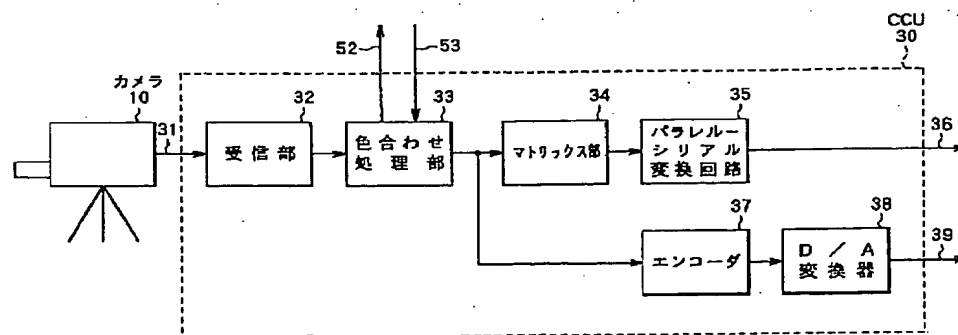 CCU
30
52
53
カメラ
10
31
32
33
34
35
受信部
色合わせ
処理部
マトリックス部
パラレルー
シリアル
変換回路
36
37
38
エンコーダ
D/A
変換器
39